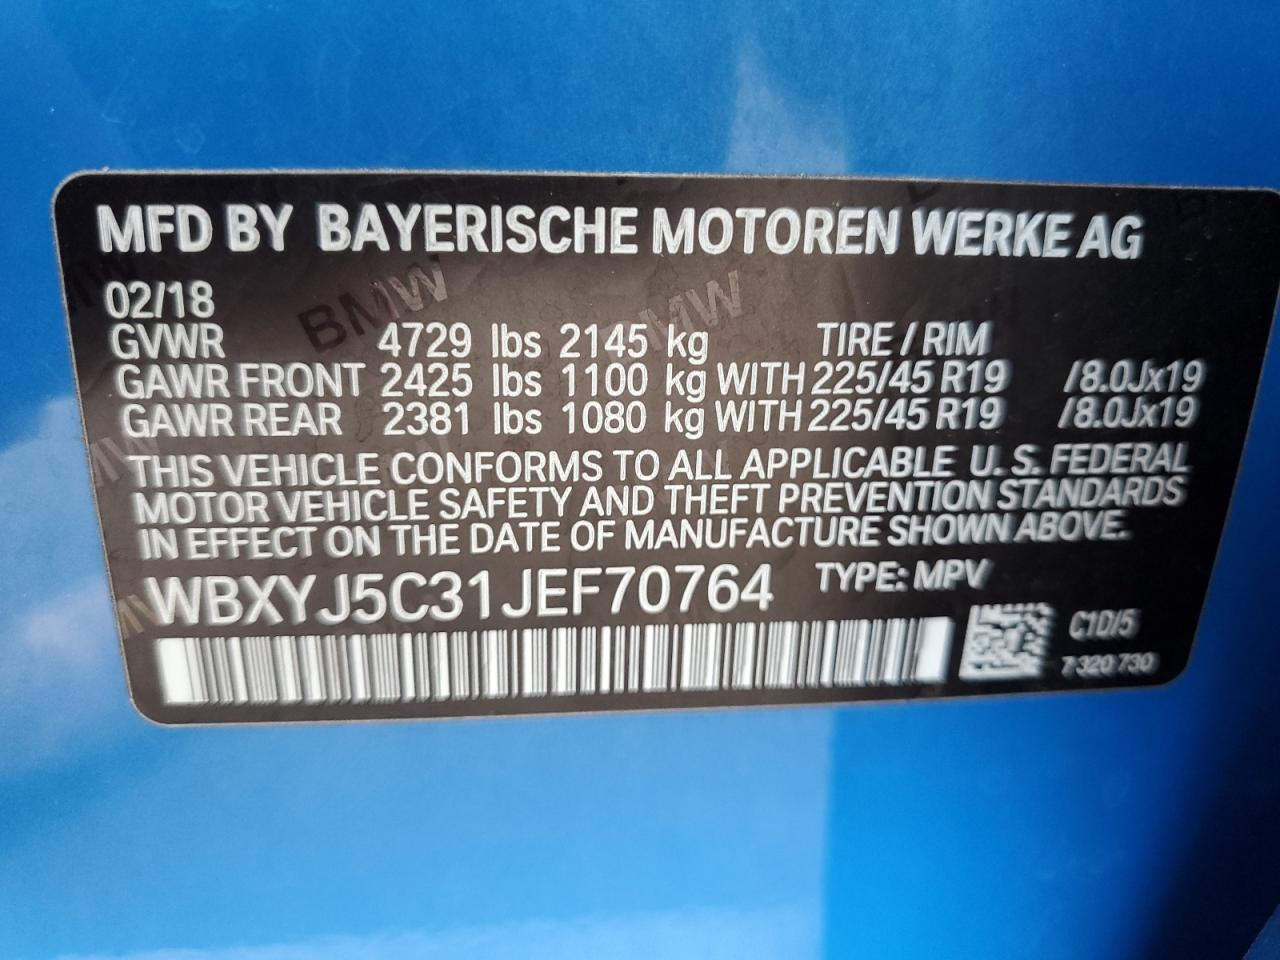 MFD BY BAYERISCHE MOTOREN WERKE AG
02/18
GVWR 4729 lbs 2145 kg TIRE / RIM
GAWR FRONT 2425 lbs 1100 kg WITH 225/45 R19 /8.0Jx19
GAWR REAR 2381 lbs 1080 kg WITH 225/45 R19 /8.0Jx19
THIS VEHICLE CONFORMS TO ALL APPLICABLE U.S. FEDERAL
MOTOR VEHICLE SAFETY AND THEFT PREVENTION STANDARDS
IN EFFECT ON THE DATE OF MANUFACTURE SHOWN ABOVE.
WBXYJ5C31JEF70764 TYPE: MPV
C1D/5
7 320 730
BMW
BMW